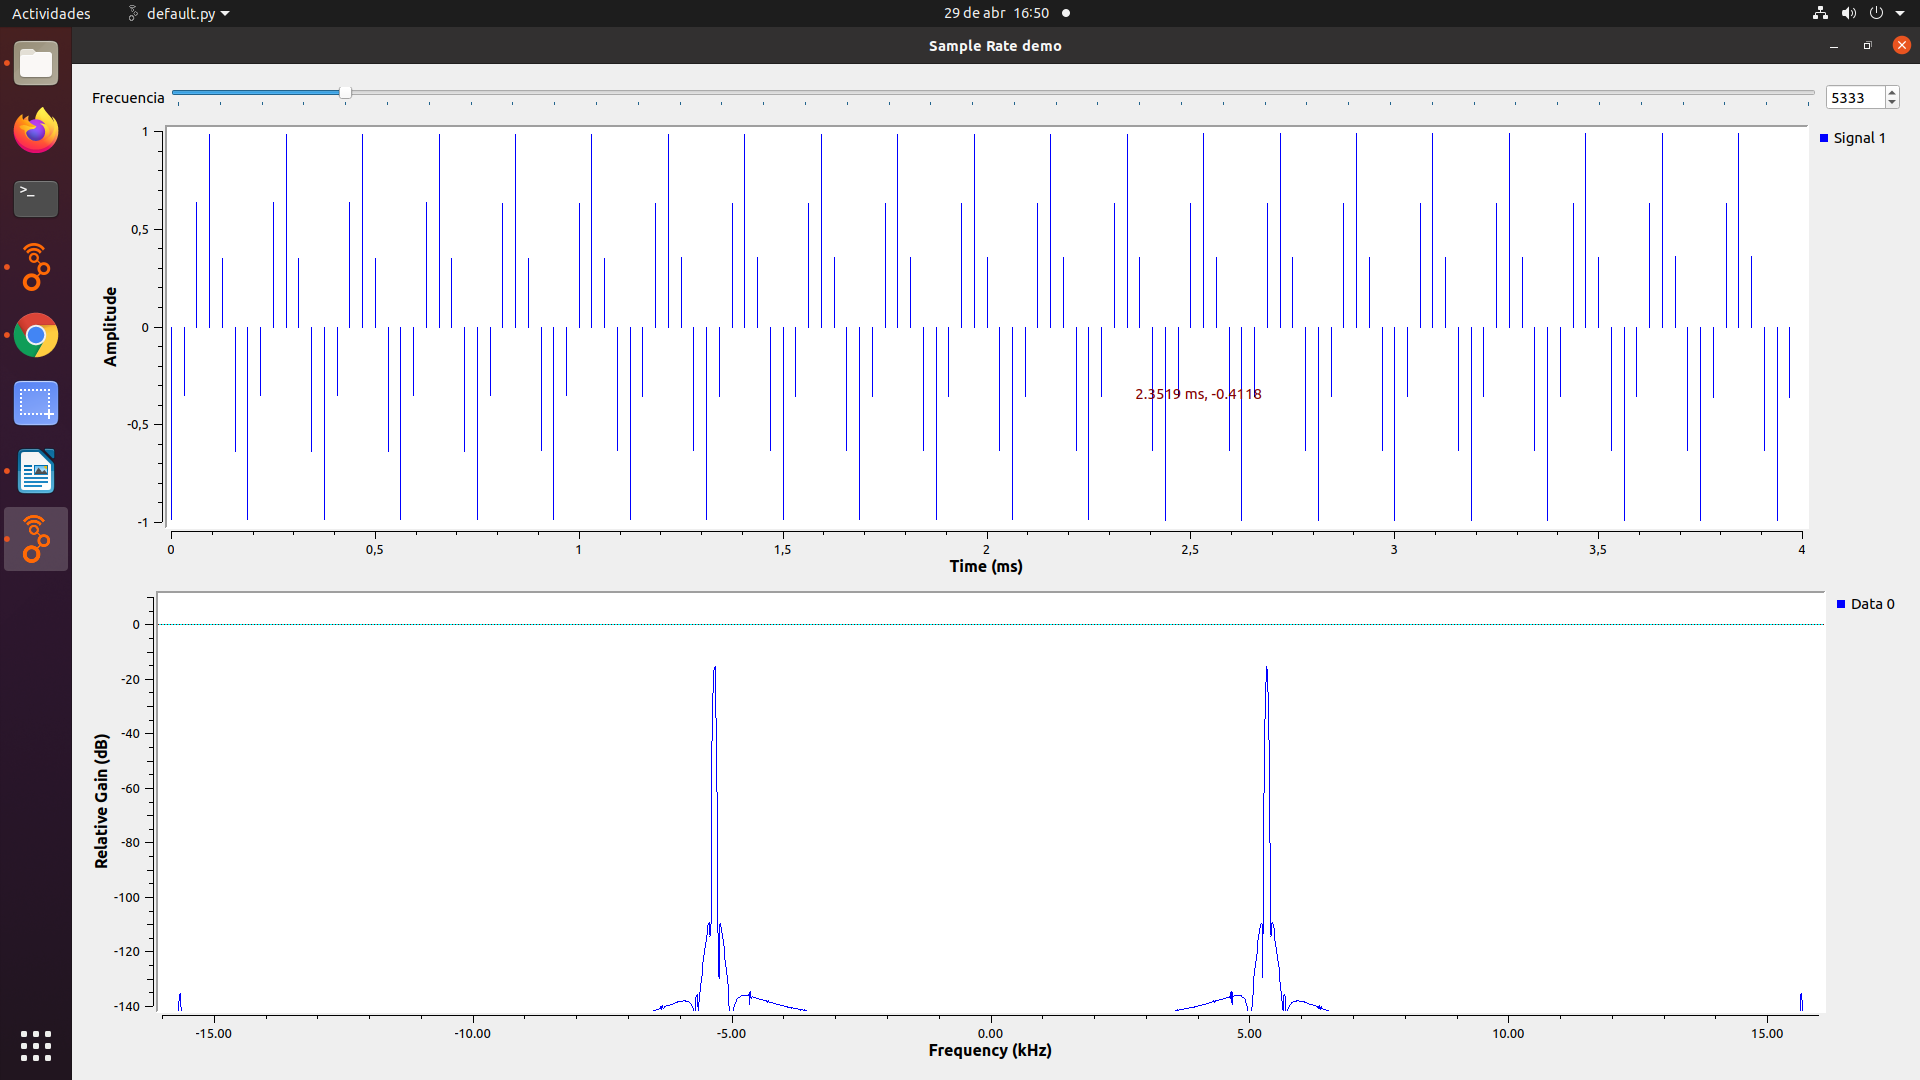 Actividades default.py 29 de abr 16:50
Sample Rate demo
Frecuencia 5333
Signal 1
1
0,5
0
-0,5
-1
Amplitude
2.3519 ms, -0.4118
0 0,5 1 1,5 2 2,5 3 3,5 4
Time (ms)
Data 0
0
-20
-40
-60
-80
-100
-120
-140
Relative Gain (dB)
-15.00 -10.00 -5.00 0.00 5.00 10.00 15.00
Frequency (kHz)